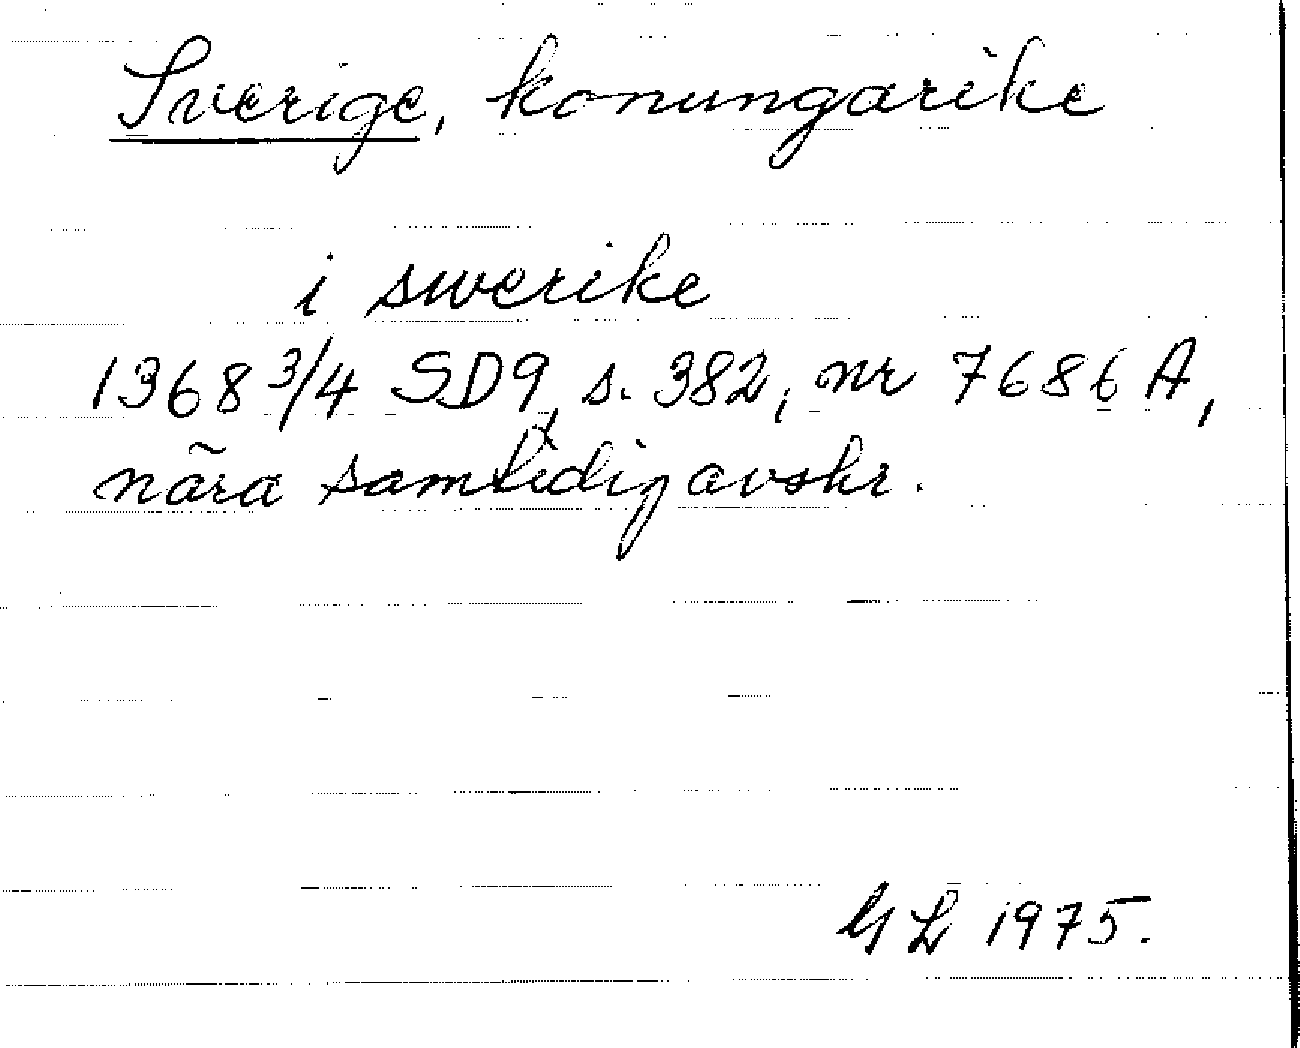 Sverige, konungarike
i swerike
1368 3/4 SD9, s. 382, nr 7686 A,
nära samtidig avskr.
GL 1975.